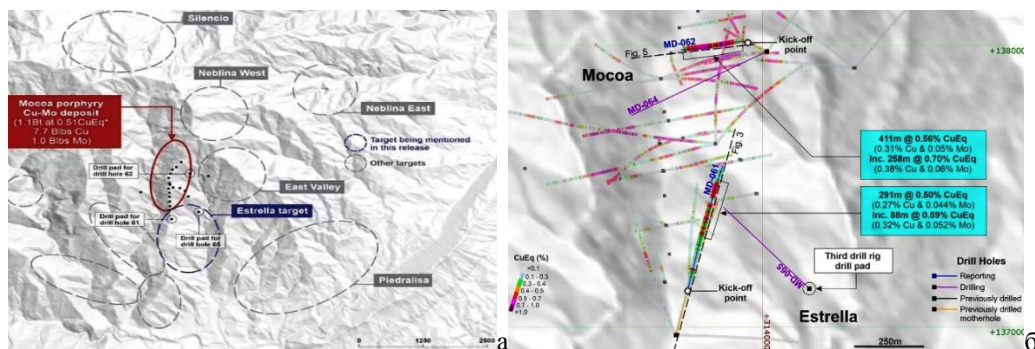 Silencio
Neblina West
Neblina East
Mocoa porphyry
Cu-Mo deposit
(1.1Bt at 0.51CuEq*
7.7 Blbs Cu
1.0 Blbs Mo)
Target being mentioned
in this release
Other targets
Drill pad for
drill hole 62
East Valley
Estrella target
Drill pad for
drill hole 61
Drill pad for
drill hole 65
Piedralisa
0 1250 2500
а
MD-062
Kick-off
point
+138000
Fig. 5
Mocoa
MD-064
Fig. 3
411m @ 0.56% CuEq
(0.31% Cu & 0.05% Mo)
Inc. 258m @ 0.70% CuEq
(0.38% Cu & 0.06% Mo)
MD-061
291m @ 0.50% CuEq
(0.27% Cu & 0.044% Mo)
Inc. 88m @ 0.59% CuEq
(0.32% Cu & 0.052% Mo)
MD-065
Third drill rig
drill pad
CuEq (%)
<0.1
0.1 - 0.3
0.3 - 0.4
0.4 - 0.5
0.5 - 0.7
0.7 - 1.0
>1.0
Kick-off
point
Estrella
Drill Holes
Reporting
Drilling
Previously drilled
Previously drilled
motherhole
+314000
+137000
250m
б